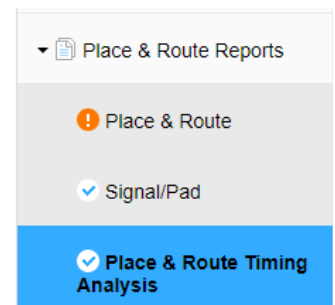 Place & Route Reports
Place & Route
Signal/Pad
Place & Route Timing
Analysis